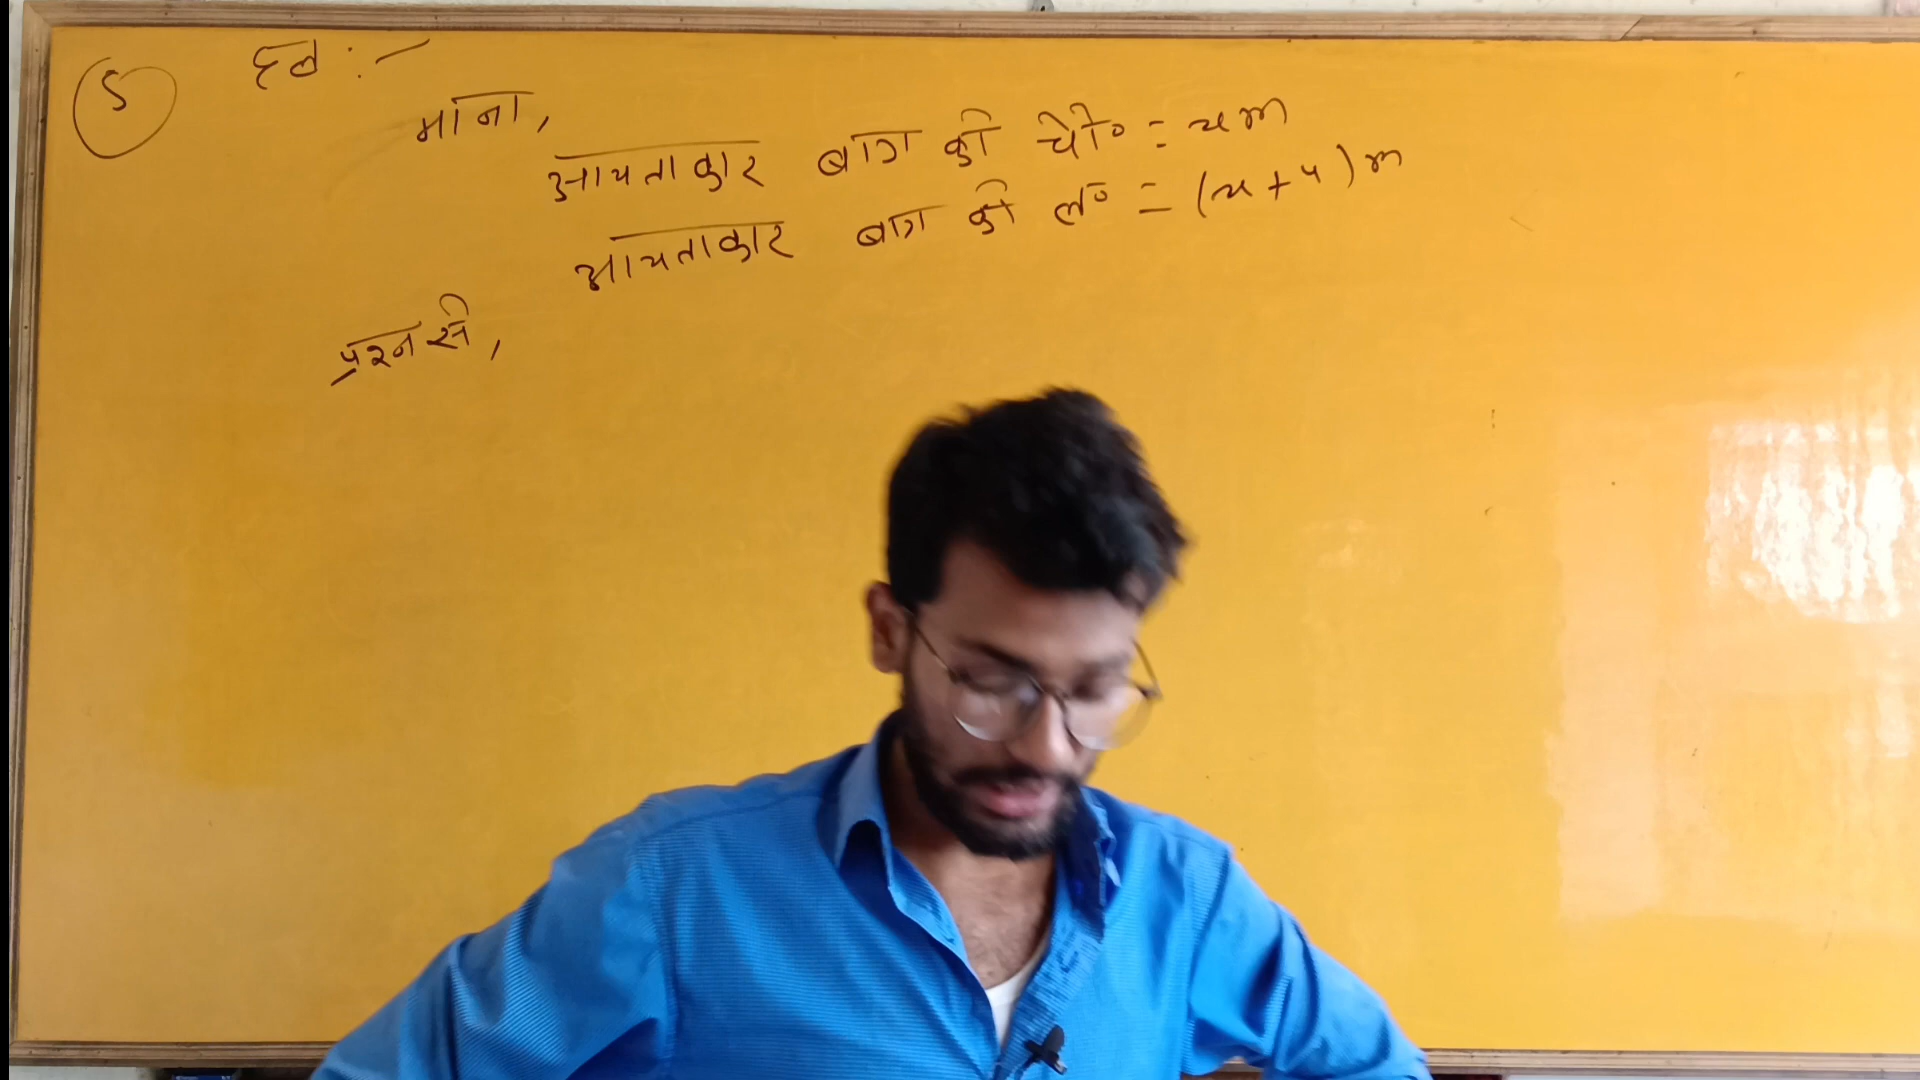 5 हल :-
माना,
आयताकार बाग की चौ० = x m
आयताकार बाग की ल० = (x + 4) m
प्रश्न से,